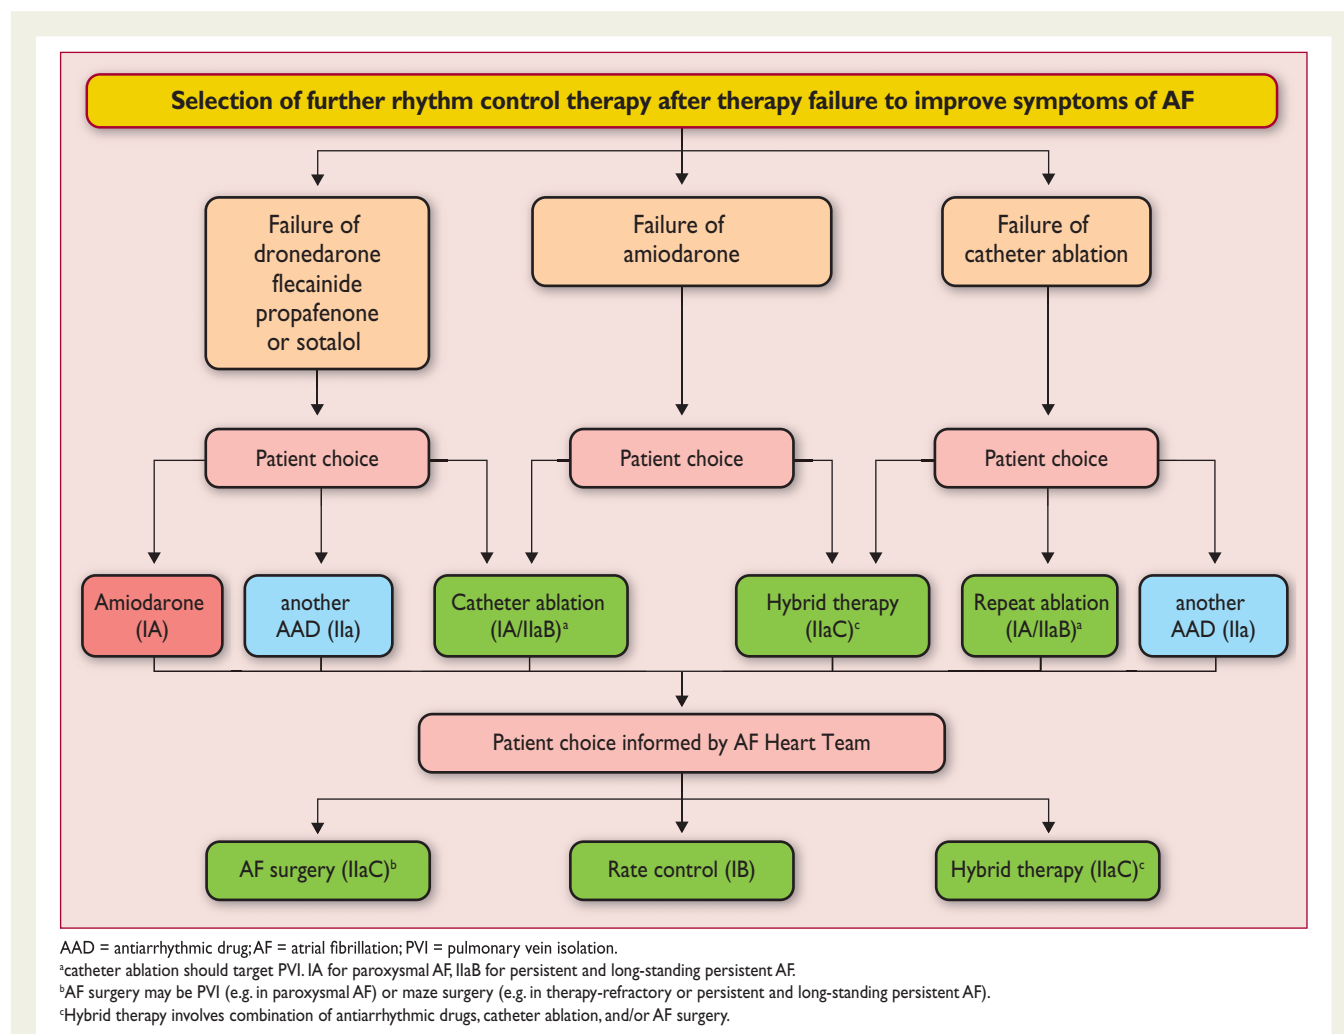 Selection of further rhythm control therapy after therapy failure to improve symptoms of AF
Failure of
dronedarone
flecainide
propafenone
or sotalol
Failure of
amiodarone
Failure of
catheter ablation
Patient choice
Patient choice
Patient choice
Amiodarone
(IA)
another
AAD (IIa)
Catheter ablation
(IA/IIaB)ᵃ
Hybrid therapy
(IIaC)ᶜ
Repeat ablation
(IA/IIaB)ᵃ
another
AAD (IIa)
Patient choice informed by AF Heart Team
AF surgery (IIaC)ᵇ
Rate control (IB)
Hybrid therapy (IIaC)ᶜ
AAD = antiarrhythmic drug; AF = atrial fibrillation; PVI = pulmonary vein isolation.
ᵃcatheter ablation should target PVI. IA for paroxysmal AF, IIaB for persistent and long-standing persistent AF.
ᵇAF surgery may be PVI (e.g. in paroxysmal AF) or maze surgery (e.g. in therapy-refractory or persistent and long-standing persistent AF).
ᶜHybrid therapy involves combination of antiarrhythmic drugs, catheter ablation, and/or AF surgery.